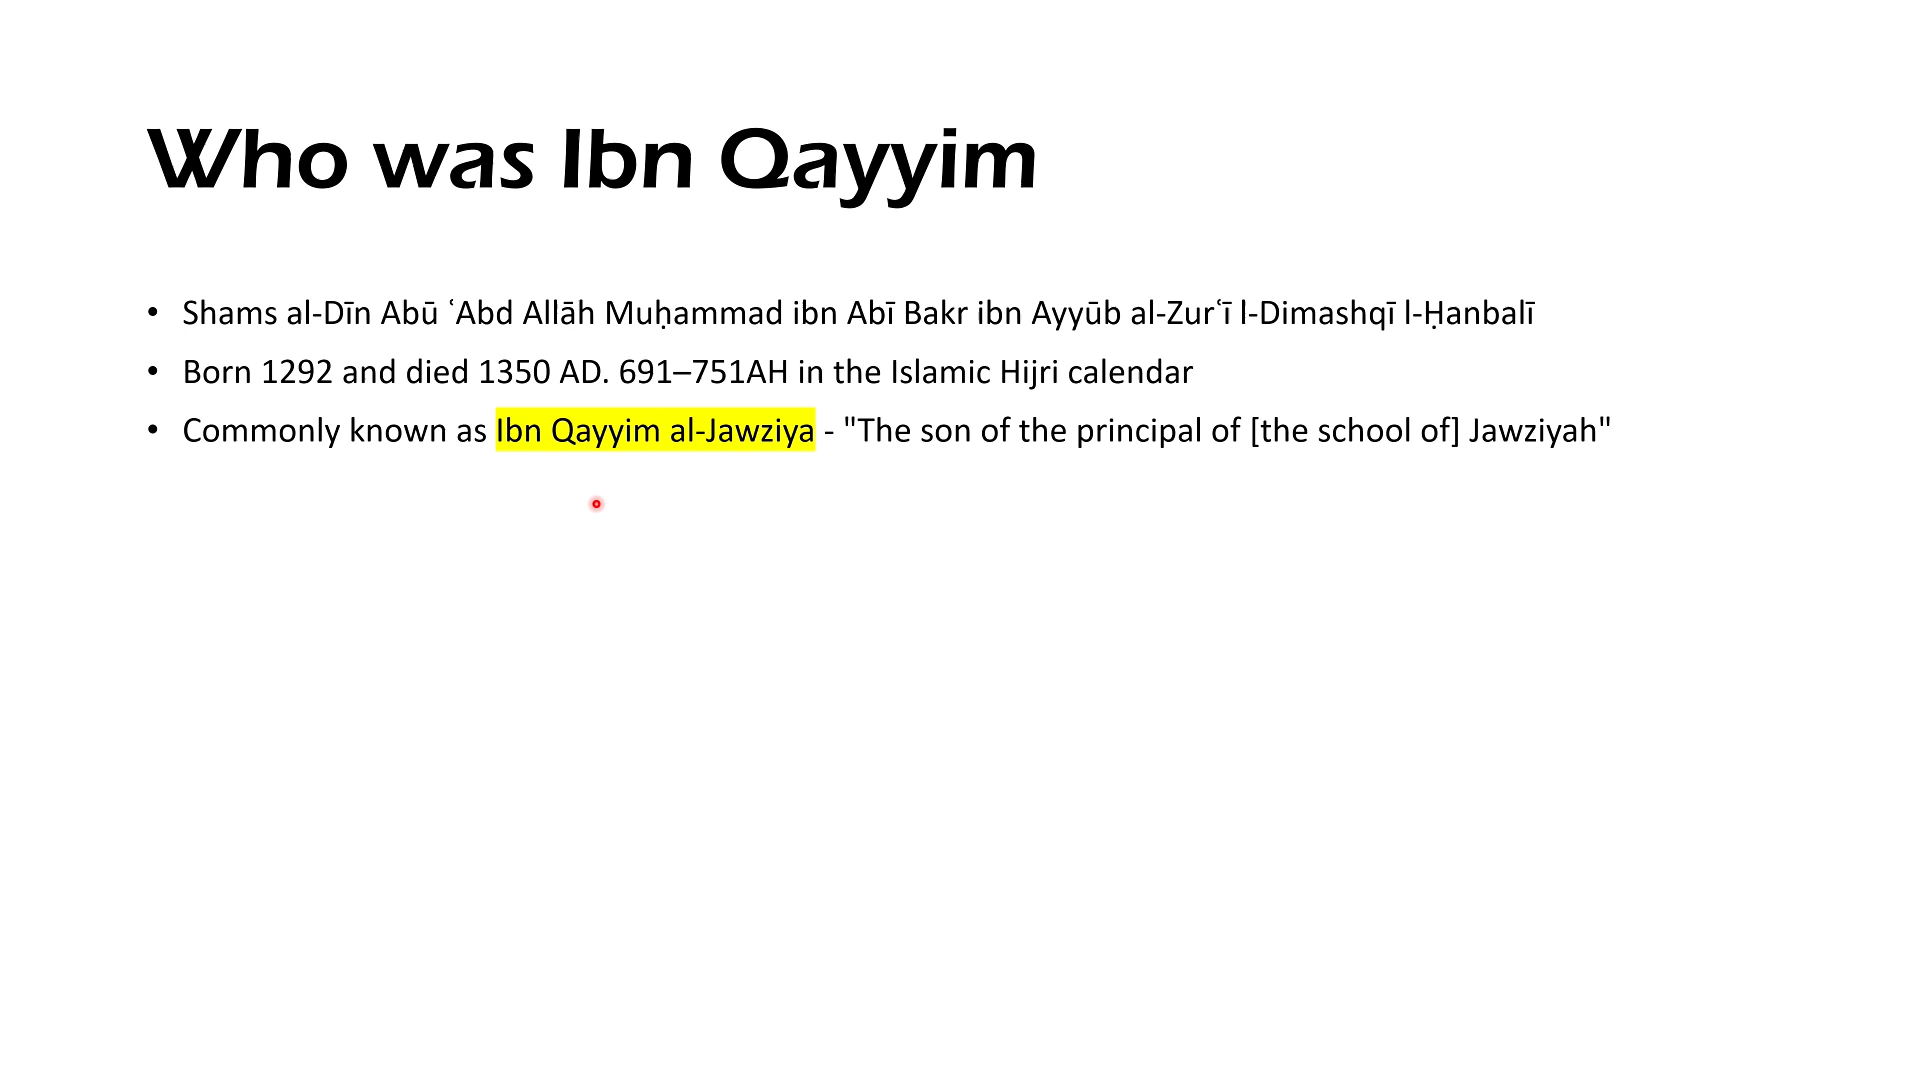 Who was Ibn Qayyim
• Shams al-Dīn Abū ʿAbd Allāh Muḥammad ibn Abī Bakr ibn Ayyūb al-Zurʿī l-Dimashqī l-Ḥanbalī
• Born 1292 and died 1350 AD. 691–751AH in the Islamic Hijri calendar
• Commonly known as Ibn Qayyim al-Jawziya - "The son of the principal of [the school of] Jawziyah"